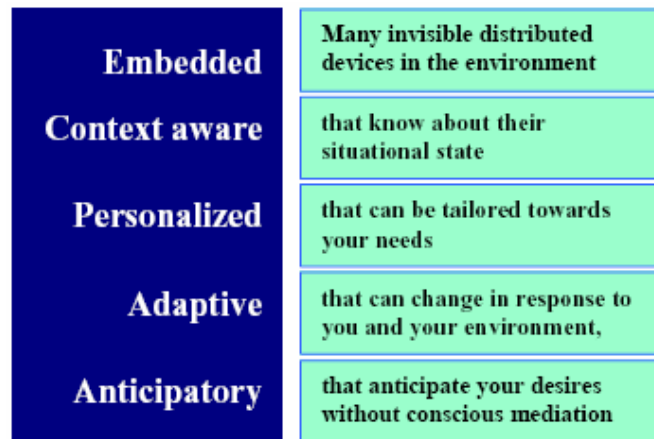 Embedded
Many invisible distributed
devices in the environment
Context aware
that know about their
situational state
Personalized
that can be tailored towards
your needs
Adaptive
that can change in response to
you and your environment,
Anticipatory
that anticipate your desires
without conscious mediation